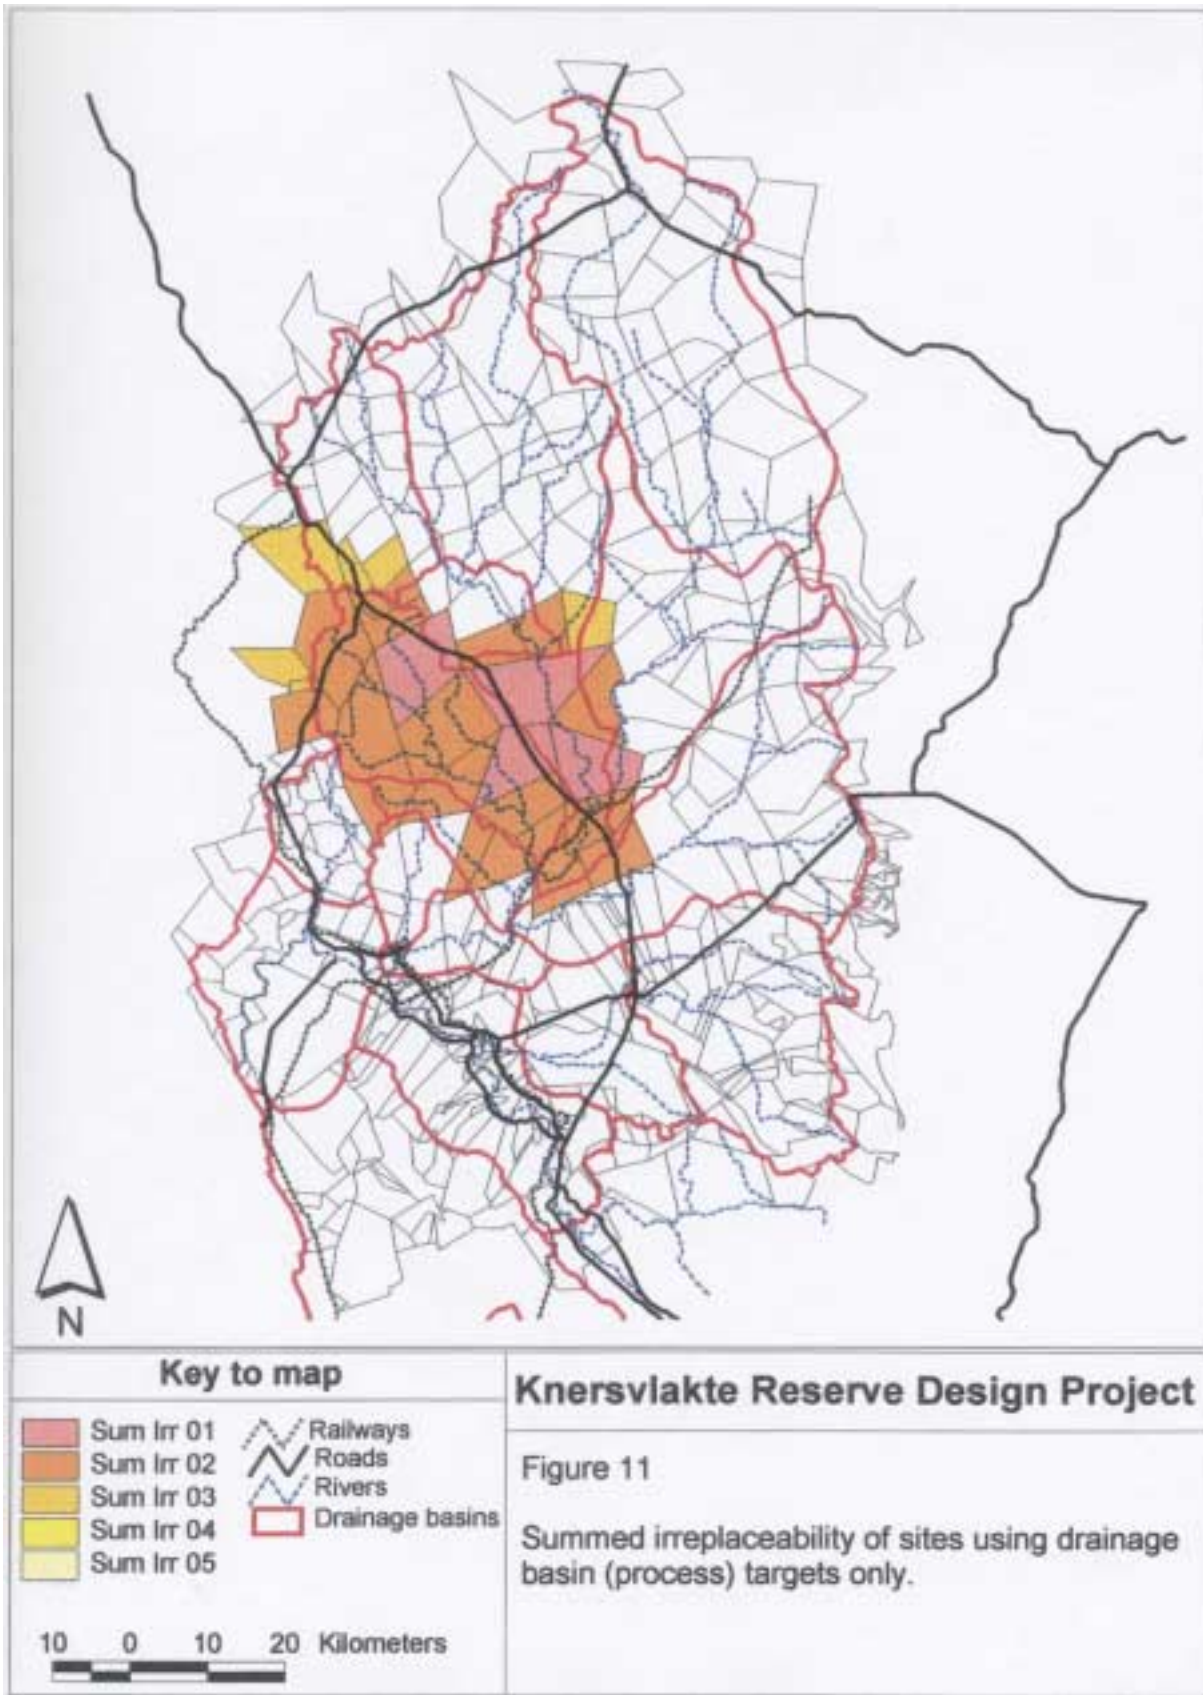 N
Key to map
Sum Irr 01
Sum Irr 02
Sum Irr 03
Sum Irr 04
Sum Irr 05
Railways
Roads
Rivers
Drainage basins
10 0 10 20 Kilometers
Knersvlakte Reserve Design Project
Figure 11
Summed irreplaceability of sites using drainage
basin (process) targets only.